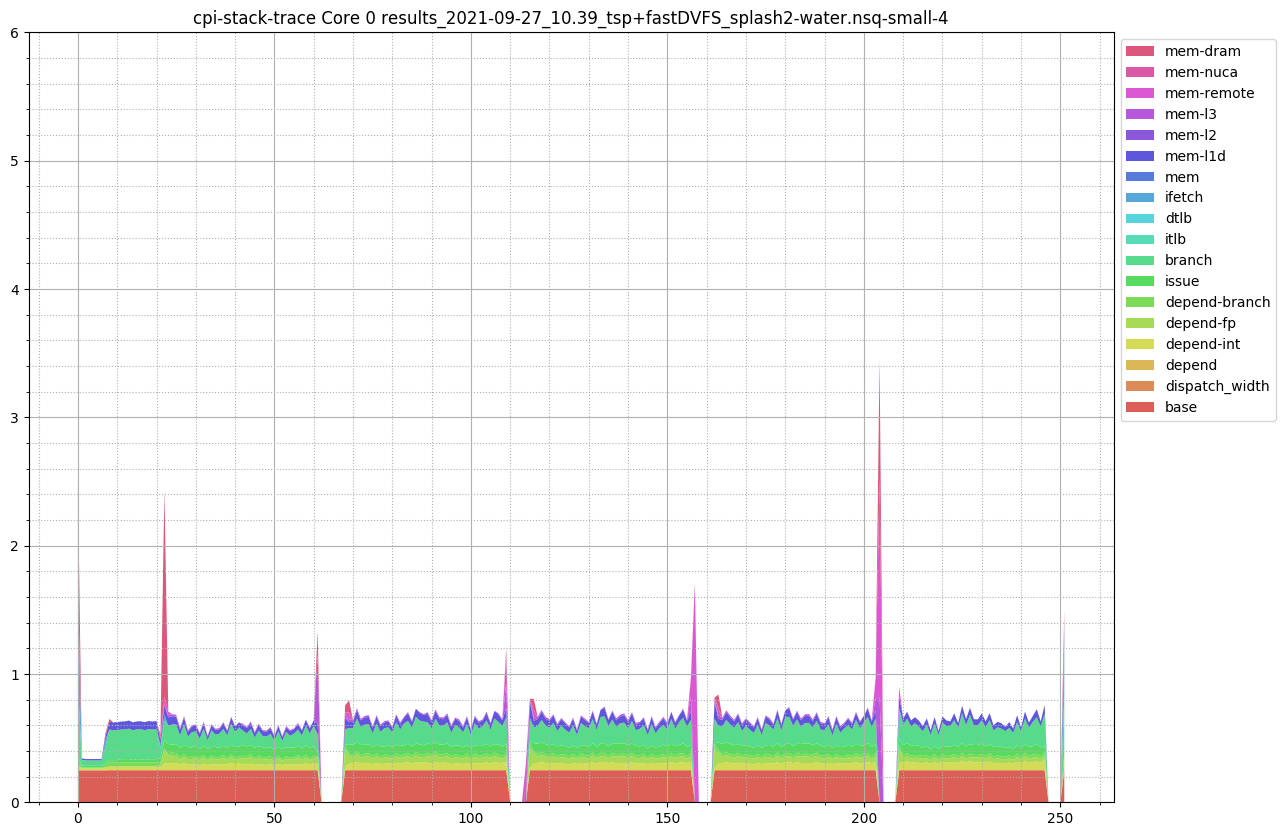 cpi-stack-trace Core 0 results_2021-09-27_10.39_tsp+fastDVFS_splash2-water.nsq-small-4
6
5
4
3
2
1
0
0 50 100 150 200 250
mem-dram
mem-nuca
mem-remote
mem-l3
mem-l2
mem-l1d
mem
ifetch
dtlb
itlb
branch
issue
depend-branch
depend-fp
depend-int
depend
dispatch_width
base